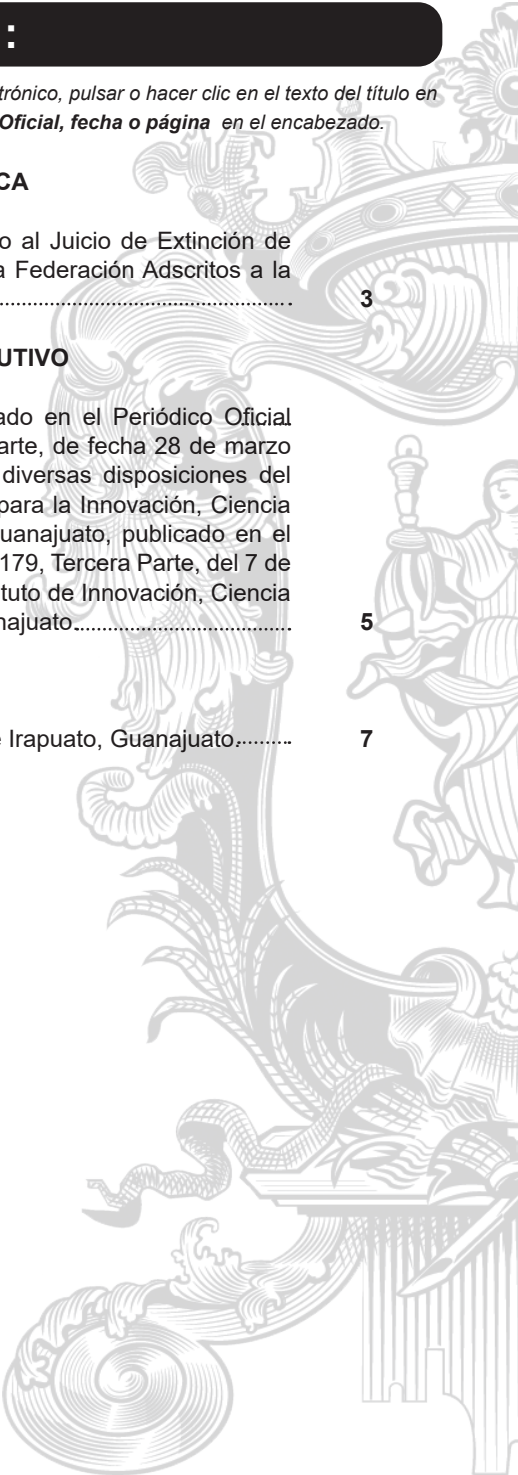 :
trónico, pulsar o hacer clic en el texto del título en
Oficial, fecha o página en el encabezado.
CA
o al Juicio de Extinción de
a Federación Adscritos a la
3
UTIVO
ado en el Periódico Oficial
arte, de fecha 28 de marzo
diversas disposiciones del
para la Innovación, Ciencia
uanajuato, publicado en el
179, Tercera Parte, del 7 de
tuto de Innovación, Ciencia
najuato. 5
e Irapuato, Guanajuato. 7